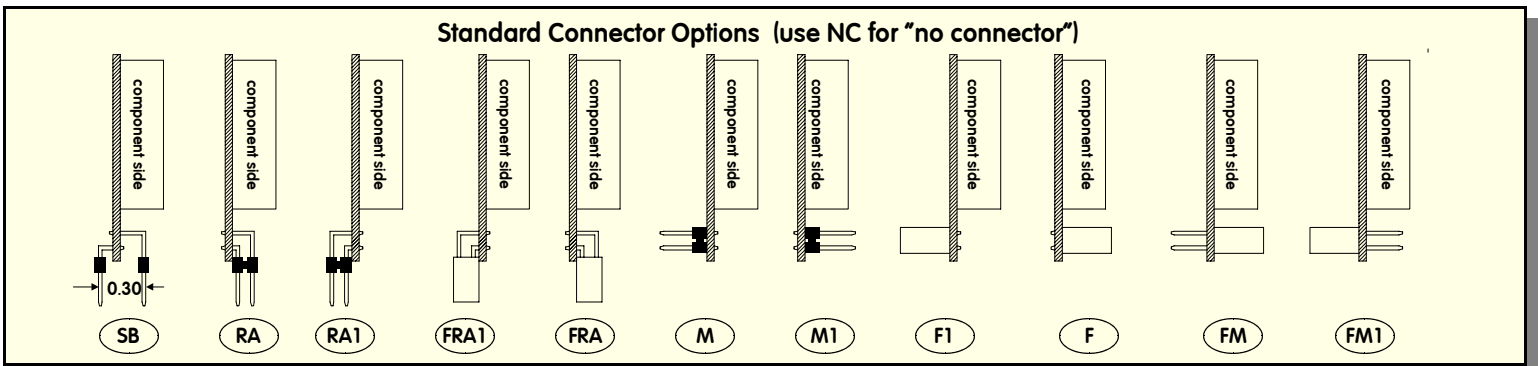 Standard Connector Options (use NC for “no connector”)
component side
component side
component side
component side
component side
component side
component side
component side
component side
component side
component side
0.30
SB
RA
RA1
FRA1
FRA
M
M1
F1
F
FM
FM1